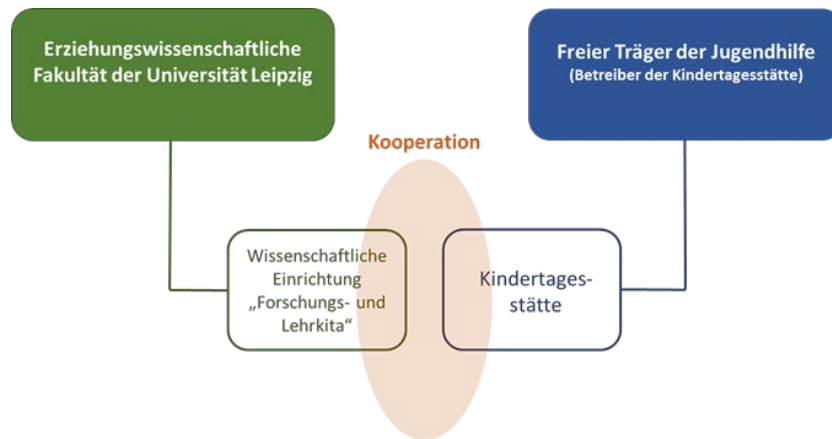 Erziehungswissenschaftliche
Fakultät der Universität Leipzig
Freier Träger der Jugendhilfe
(Betreiber der Kindertagesstätte)
Kooperation
Wissenschaftliche
Einrichtung
„Forschungs- und
Lehrkita“
Kindertages-
stätte